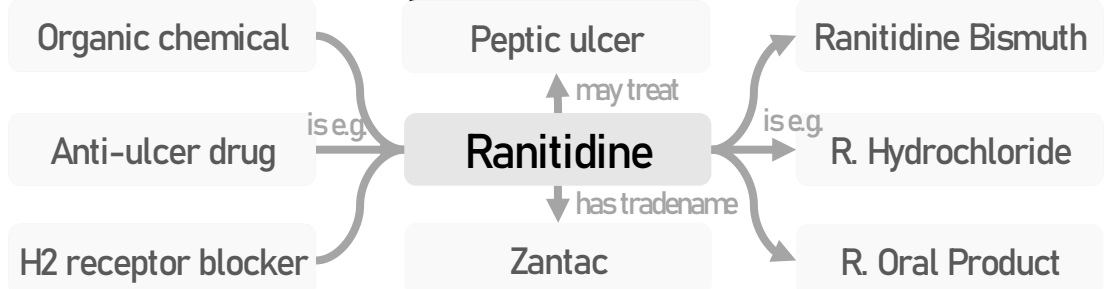 Organic chemical
Peptic ulcer
Ranitidine Bismuth
may treat
is e.g.
is e.g.
Anti-ulcer drug
Ranitidine
R. Hydrochloride
has tradename
H2 receptor blocker
Zantac
R. Oral Product